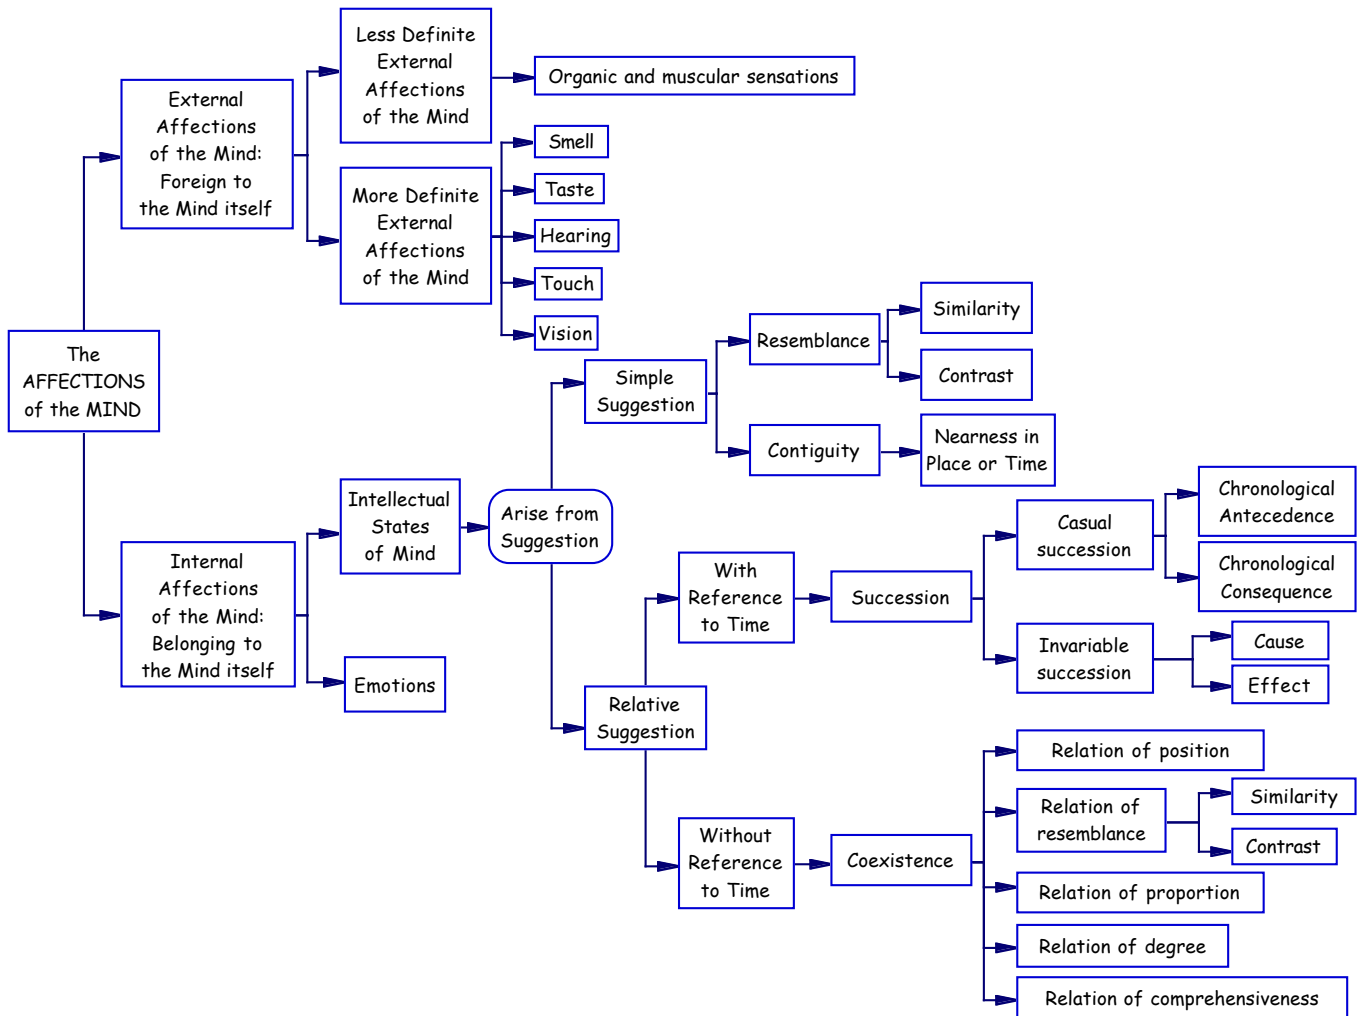 The
AFFECTIONS
of the MIND
External
Affections
of the Mind:
Foreign to
the Mind itself
Less Definite
External
Affections
of the Mind
Organic and muscular sensations
More Definite
External
Affections
of the Mind
Smell
Taste
Hearing
Touch
Vision
Internal
Affections
of the Mind:
Belonging to
the Mind itself
Intellectual
States
of Mind
Emotions
Arise from
Suggestion
Simple
Suggestion
Resemblance
Similarity
Contrast
Contiguity
Nearness in
Place or Time
Relative
Suggestion
With
Reference
to Time
Succession
Casual
succession
Chronological
Antecedence
Chronological
Consequence
Invariable
succession
Cause
Effect
Without
Reference
to Time
Coexistence
Relation of position
Relation of
resemblance
Similarity
Contrast
Relation of proportion
Relation of degree
Relation of comprehensiveness